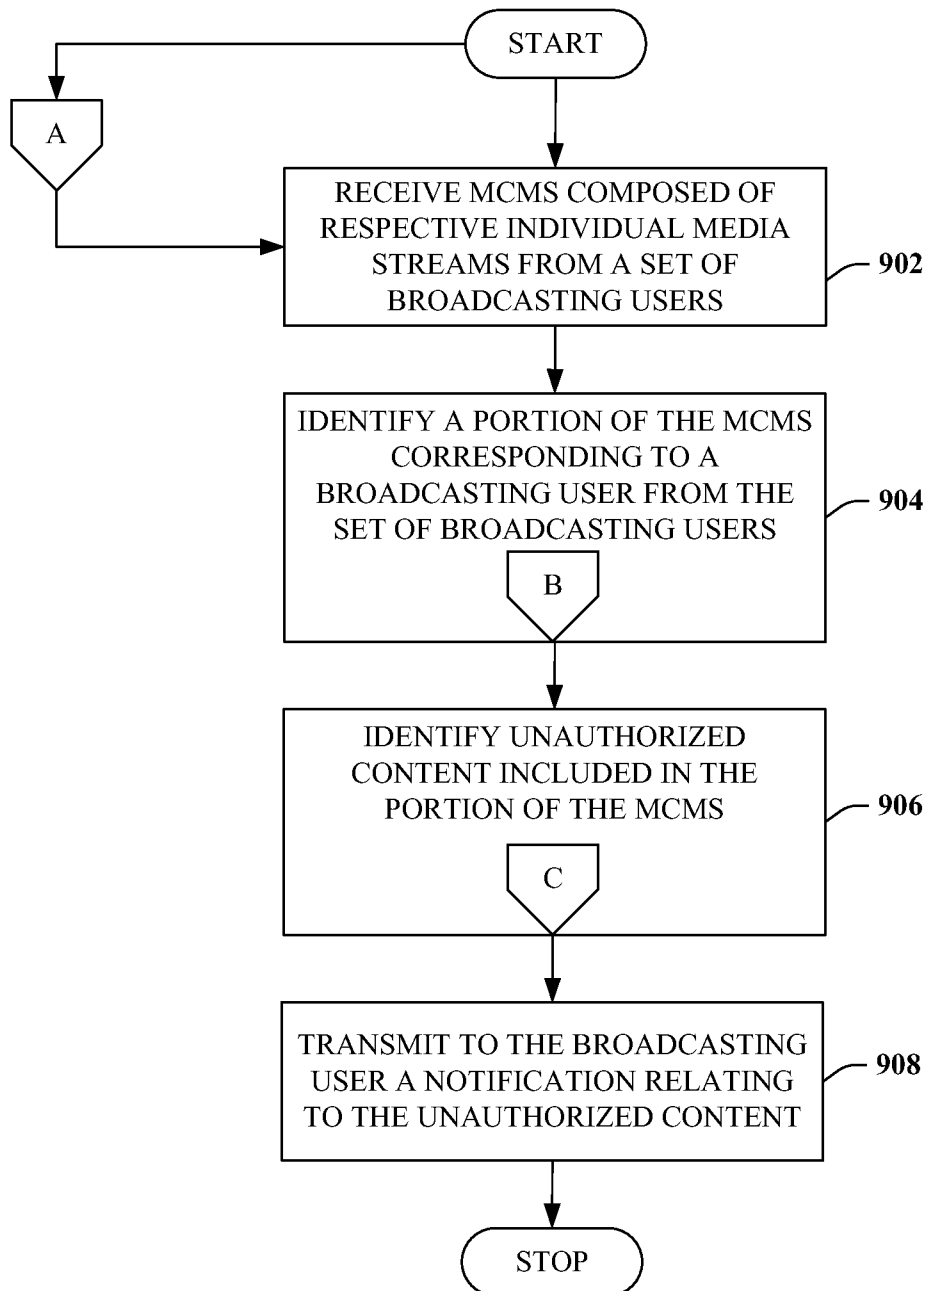 START
A
RECEIVE MCMS COMPOSED OF
RESPECTIVE INDIVIDUAL MEDIA
STREAMS FROM A SET OF
BROADCASTING USERS
902
IDENTIFY A PORTION OF THE MCMS
CORRESPONDING TO A
BROADCASTING USER FROM THE
SET OF BROADCASTING USERS
904
B
IDENTIFY UNAUTHORIZED
CONTENT INCLUDED IN THE
PORTION OF THE MCMS
906
C
TRANSMIT TO THE BROADCASTING
USER A NOTIFICATION RELATING
TO THE UNAUTHORIZED CONTENT
908
STOP